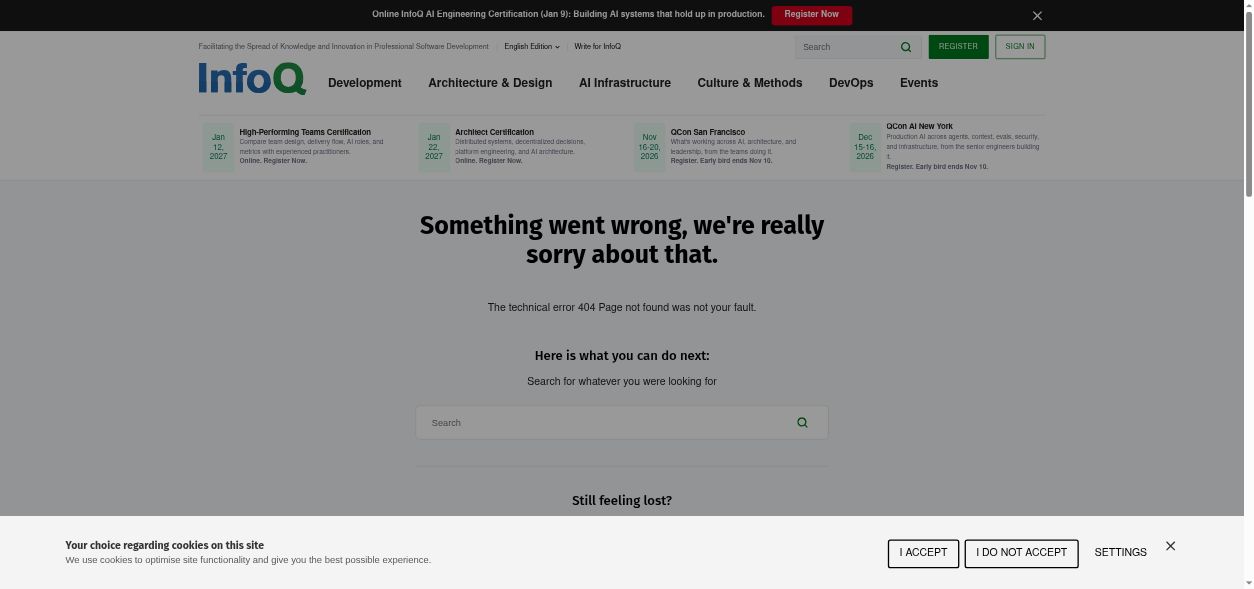 Online InfoQ AI Engineering Certification (Jan 9): Building AI systems that hold up in production. Register Now
Facilitating the Spread of Knowledge and Innovation in Professional Software Development English Edition Write for InfoQ Search REGISTER SIGN IN
InfoQ Development Architecture & Design AI Infrastructure Culture & Methods DevOps Events
Jan
12,
2027
High-Performing Teams Certification
Compare team design, delivery flow, AI roles, and
metrics with experienced practitioners.
Online. Register Now.
Jan
22,
2027
Architect Certification
Distributed systems, decentralized decisions,
platform engineering, and AI architecture.
Online. Register Now.
Nov
16-20,
2026
QCon San Francisco
What's working across AI, architecture, and
leadership, from the teams doing it.
Register. Early bird ends Nov 10.
Dec
15-16,
2026
QCon AI New York
Production AI across agents, context, evals, security,
and infrastructure, from the senior engineers building
it.
Register. Early bird ends Nov 10.
Something went wrong, we're really
sorry about that.
The technical error 404 Page not found was not your fault.
Here is what you can do next:
Search for whatever you were looking for
Search
Still feeling lost?
Your choice regarding cookies on this site
We use cookies to optimise site functionality and give you the best possible experience.
I ACCEPT I DO NOT ACCEPT SETTINGS